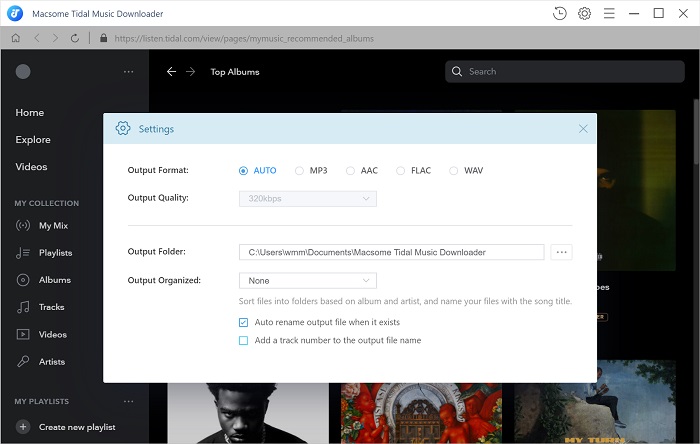 Macsome Tidal Music Downloader
https://listen.tidal.com/view/pages/mymusic_recommended_albums
Top Albums
Search
Home
Explore
Videos
MY COLLECTION
My Mix
Playlists
Albums
Tracks
Videos
Artists
MY PLAYLISTS
Create new playlist
Settings
Output Format:
AUTO
MP3
AAC
FLAC
WAV
Output Quality:
320kbps
Output Folder:
C:\Users\wmm\Documents\Macsome Tidal Music Downloader
Output Organized:
None
Sort files into folders based on album and artist, and name your files with the song title.
Auto rename output file when it exists
Add a track number to the output file name
MY TURN